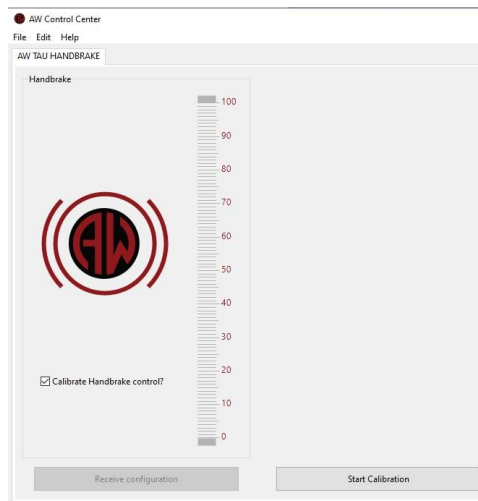 AW Control Center
File Edit Help
AW TAU HANDBRAKE
Handbrake
100
90
80
70
60
AW
50
40
30
20
Calibrate Handbrake control?
10
0
Receive configuration
Start Calibration